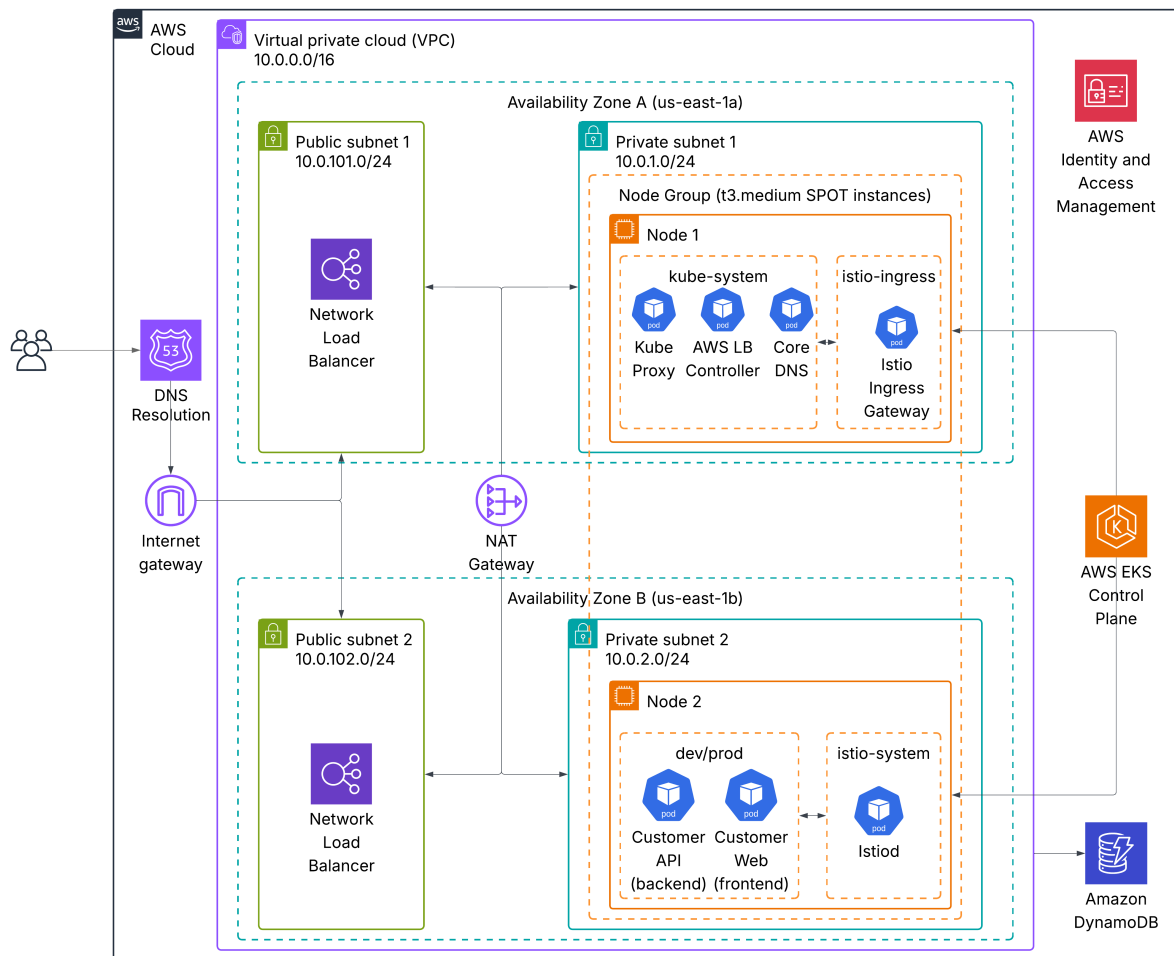 aws
AWS
Cloud
Virtual private cloud (VPC)
10.0.0.0/16
Availability Zone A (us-east-1a)
Public subnet 1
10.0.101.0/24
Network
Load
Balancer
Private subnet 1
10.0.1.0/24
Node Group (t3.medium SPOT instances)
Node 1
kube-system
pod
Kube
Proxy
pod
AWS LB
Controller
pod
Core
DNS
istio-ingress
pod
Istio
Ingress
Gateway
AWS
Identity and
Access
Management
53
DNS
Resolution
Internet
gateway
NAT
Gateway
K
AWS EKS
Control
Plane
Availability Zone B (us-east-1b)
Public subnet 2
10.0.102.0/24
Network
Load
Balancer
Private subnet 2
10.0.2.0/24
Node 2
dev/prod
pod
Customer
API
(backend)
pod
Customer
Web
(frontend)
istio-system
pod
Istiod
Amazon
DynamoDB